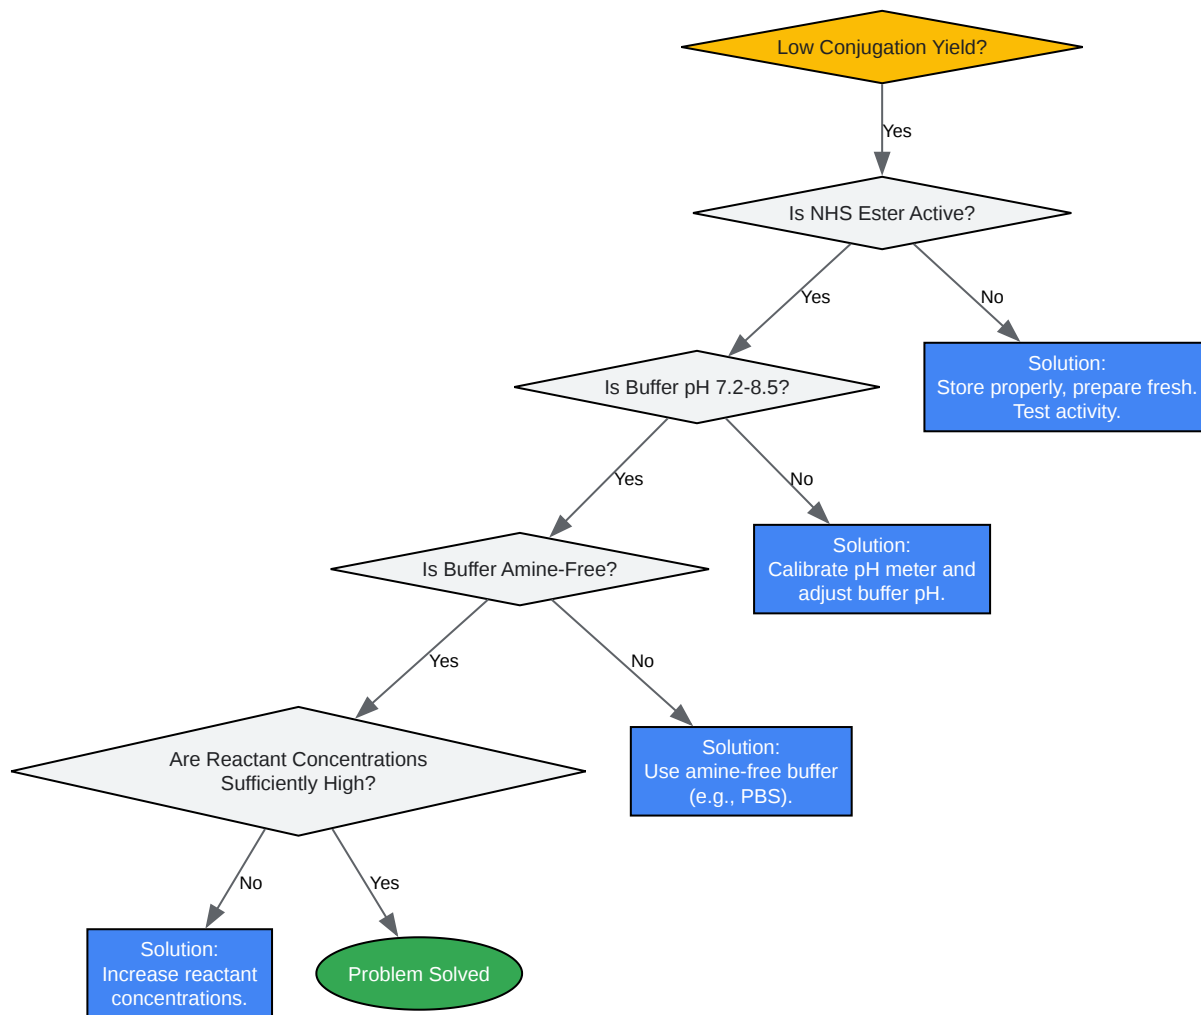 Low Conjugation Yield?
Yes
Is NHS Ester Active?
Yes
No
Solution:
Store properly, prepare fresh.
Test activity.
Is Buffer pH 7.2-8.5?
Yes
No
Solution:
Calibrate pH meter and
adjust buffer pH.
Is Buffer Amine-Free?
Yes
No
Solution:
Use amine-free buffer
(e.g., PBS).
Are Reactant Concentrations
Sufficiently High?
No
Yes
Solution:
Increase reactant
concentrations.
Problem Solved